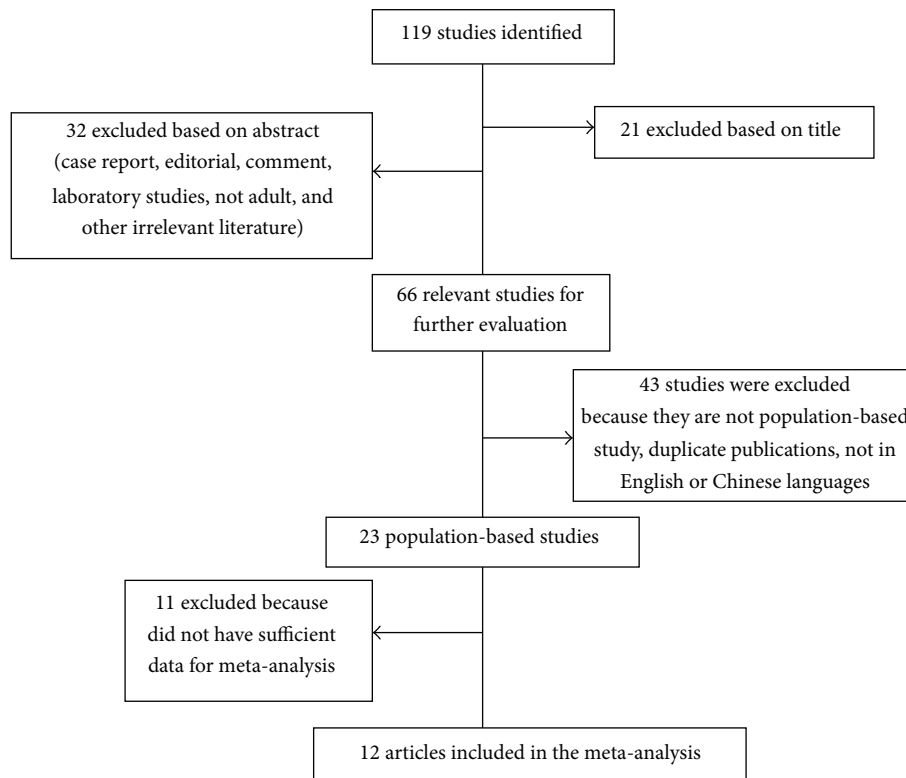 119 studies identified
21 excluded based on title
32 excluded based on abstract
(case report, editorial, comment,
laboratory studies, not adult, and
other irrelevant literature)
66 relevant studies for
further evaluation
43 studies were excluded
because they are not population-based
study, duplicate publications, not in
English or Chinese languages
23 population-based studies
11 excluded because
did not have sufficient
data for meta-analysis
12 articles included in the meta-analysis